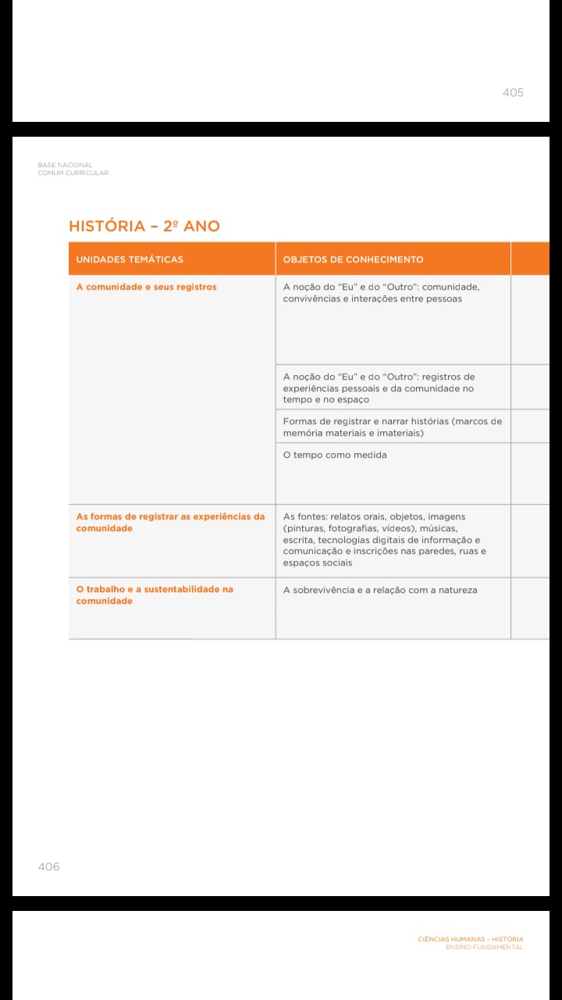 405
BASE NACIONAL
COMUM CURRICULAR
HISTÓRIA – 2º ANO
UNIDADES TEMÁTICAS
OBJETOS DE CONHECIMENTO
A comunidade e seus registros
A noção do “Eu” e do “Outro”: comunidade,
convivências e interações entre pessoas
A noção do “Eu” e do “Outro”: registros de
experiências pessoais e da comunidade no
tempo e no espaço
Formas de registrar e narrar histórias (marcos de
memória materiais e imateriais)
O tempo como medida
As formas de registrar as experiências da
comunidade
As fontes: relatos orais, objetos, imagens
(pinturas, fotografias, vídeos), músicas,
escrita, tecnologias digitais de informação e
comunicação e inscrições nas paredes, ruas e
espaços sociais
O trabalho e a sustentabilidade na
comunidade
A sobrevivência e a relação com a natureza
406
CIÊNCIAS HUMANAS – HISTÓRIA
ENSINO FUNDAMENTAL